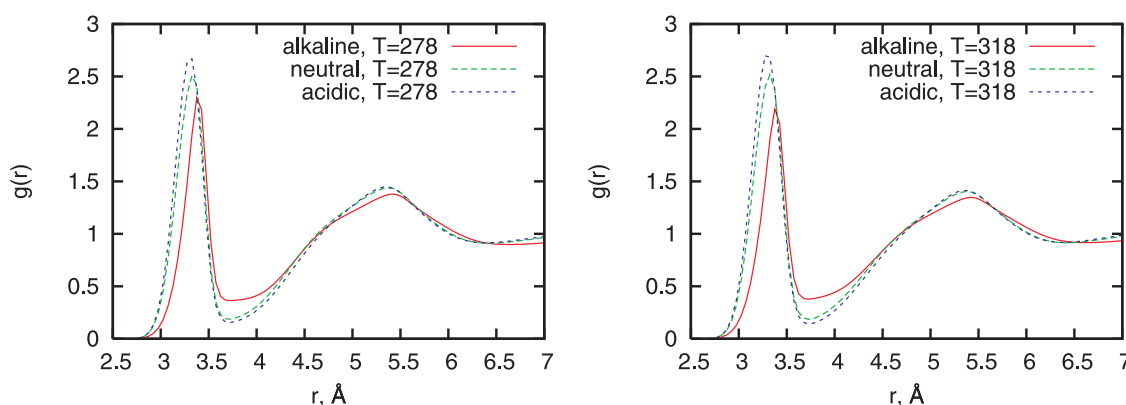 3
2.5
2
1.5
1
0.5
0
g(r)
alkaline, T=278
neutral, T=278
acidic, T=278
2.5 3 3.5 4 4.5 5 5.5 6 6.5 7
r, Å
3
2.5
2
1.5
1
0.5
0
g(r)
alkaline, T=318
neutral, T=318
acidic, T=318
2.5 3 3.5 4 4.5 5 5.5 6 6.5 7
r, Å